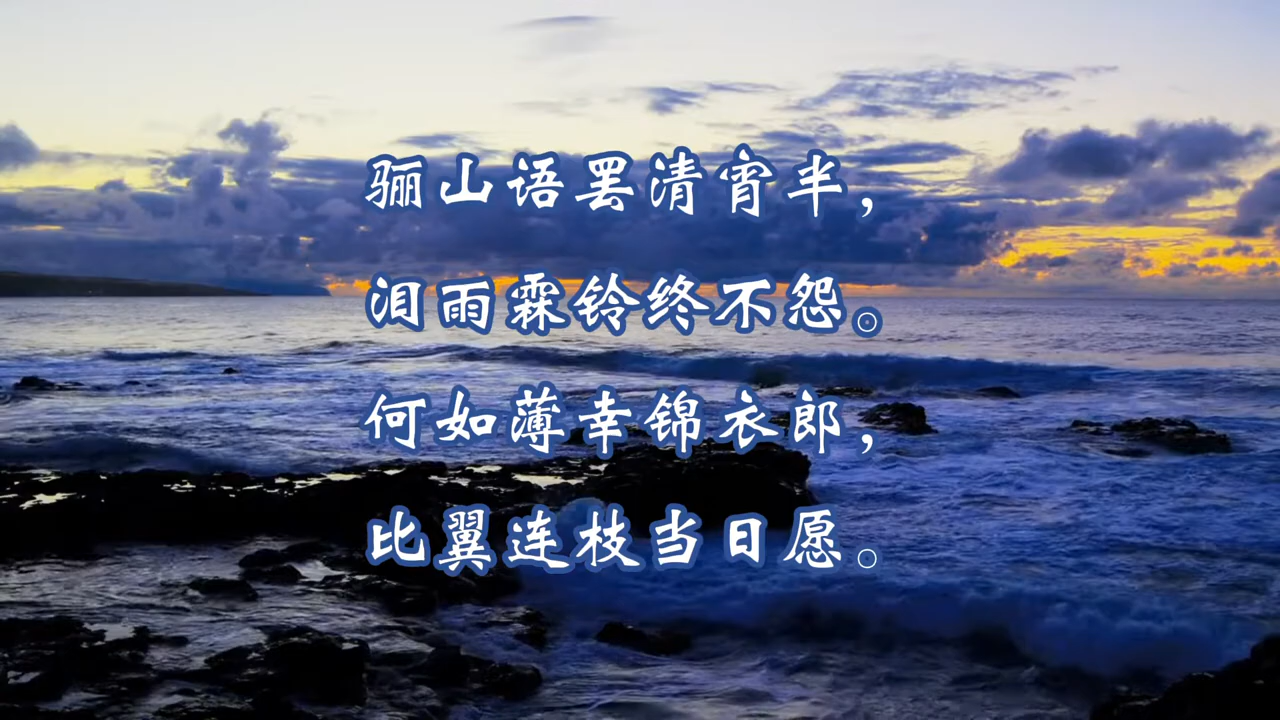 骊山语罢清宵半，
泪雨霖铃终不怨。
何如薄幸锦衣郎，
比翼连枝当日愿。